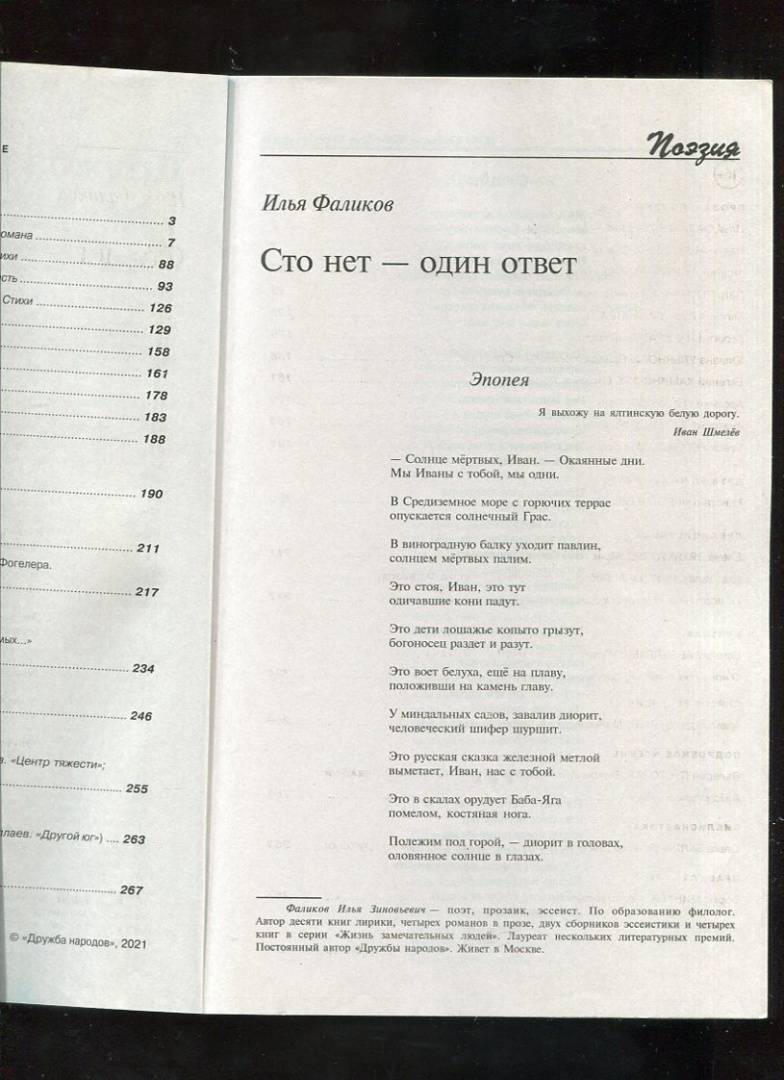 Е
3
омана 7
ихи 88
сть 93
Стихи 126
129
158
161
178
183
188
190
211
Фогелера.
217
мых...»
234
246
в. «Центр тяжести»;
255
лаев. «Другой юг») .... 263
267
© «Дружба народов», 2021
Поэзия
Илья Фаликов
Сто нет — один ответ
Эпопея
Я выхожу на ялтинскую белую дорогу.
Иван Шмелёв
— Солнце мёртвых, Иван. — Окаянные дни.
Мы Иваны с тобой, мы одни.
В Средиземное море с горючих террас
опускается солнечный Грас.
В виноградную балку уходит павлин,
солнцем мёртвых палим.
Это стоя, Иван, это тут
одичавшие кони падут.
Это дети лошажье копыто грызут,
богоносец раздет и разут.
Это воет белуха, ещё на плаву,
положивши на камень главу.
У миндальных садов, завалив диорит,
человеческий шифер шуршит.
Это русская сказка железной метлой
выметает, Иван, нас с тобой.
Это в скалах орудует Баба-Яга
помелом, костяная нога.
Полежим под горой, — диорит в головах,
оловянное солнце в глазах.
Фаликов Илья Зиновьевич — поэт, прозаик, эссеист. По образованию филолог.
Автор десяти книг лирики, четырех романов в прозе, двух сборников эссеистики и четырех
книг в серии «Жизнь замечательных людей». Лауреат нескольких литературных премий.
Постоянный автор «Дружбы народов». Живет в Москве.